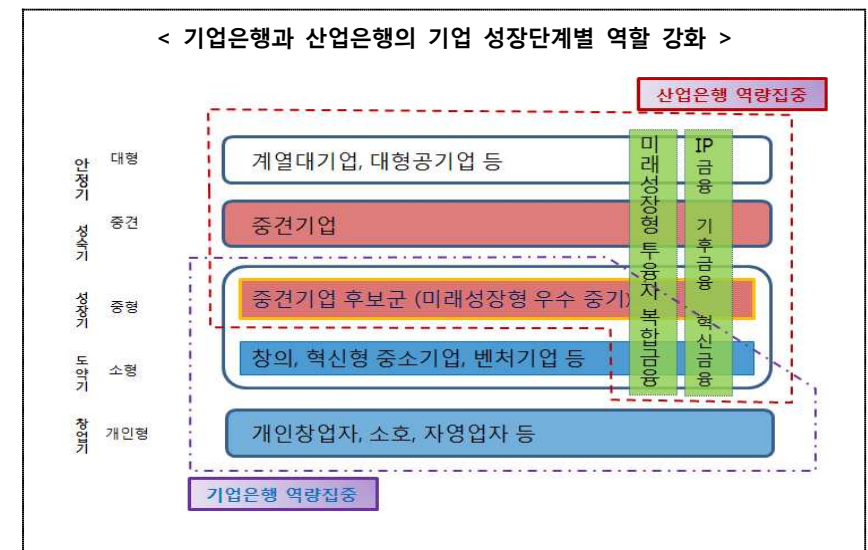 < 기업은행과 산업은행의 기업 성장단계별 역할 강화 >
산업은행 역량집중
안정기
대형
계열대기업, 대형공기업 등
성숙기
중견
중견기업
성장기
중형
중견기업 후보군 (미래성장형 우수 중기)
도약기
소형
창의, 혁신형 중소기업, 벤처기업 등
창업기
개인형
개인창업자, 소호, 자영업자 등
미래성장형 투융자 복합금융
IP금융 기후금융 혁신금융
기업은행 역량집중